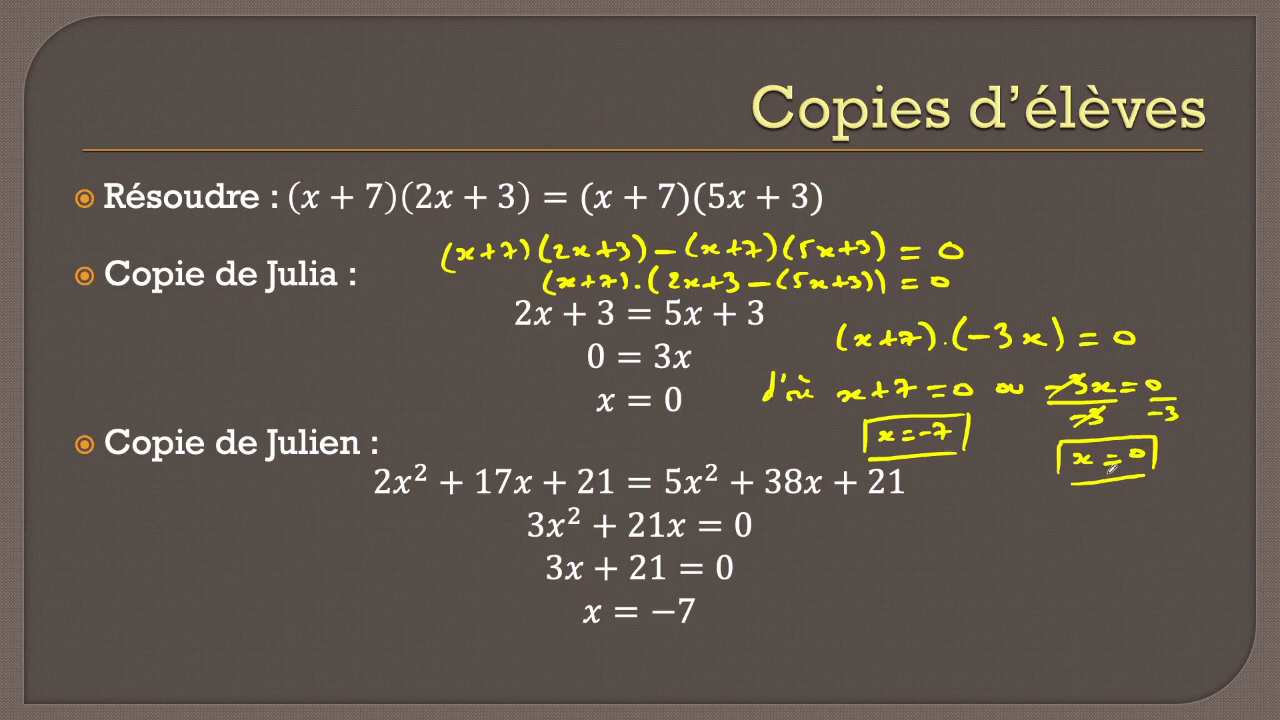 Copies d'élèves
Résoudre : (x + 7)(2x + 3) = (x + 7)(5x + 3)
(x+7)(2x+3) − (x+7)(5x+3) = 0
Copie de Julia :
(x+7).(2x+3 − (5x+3)) = 0
2x + 3 = 5x + 3
(x+7).(−3x) = 0
0 = 3x
d'où x+7 = 0 ou −3x = 0
−3 −3
x = 0
x = −7
Copie de Julien :
x = 0
2x² + 17x + 21 = 5x² + 38x + 21
3x² + 21x = 0
3x + 21 = 0
x = −7